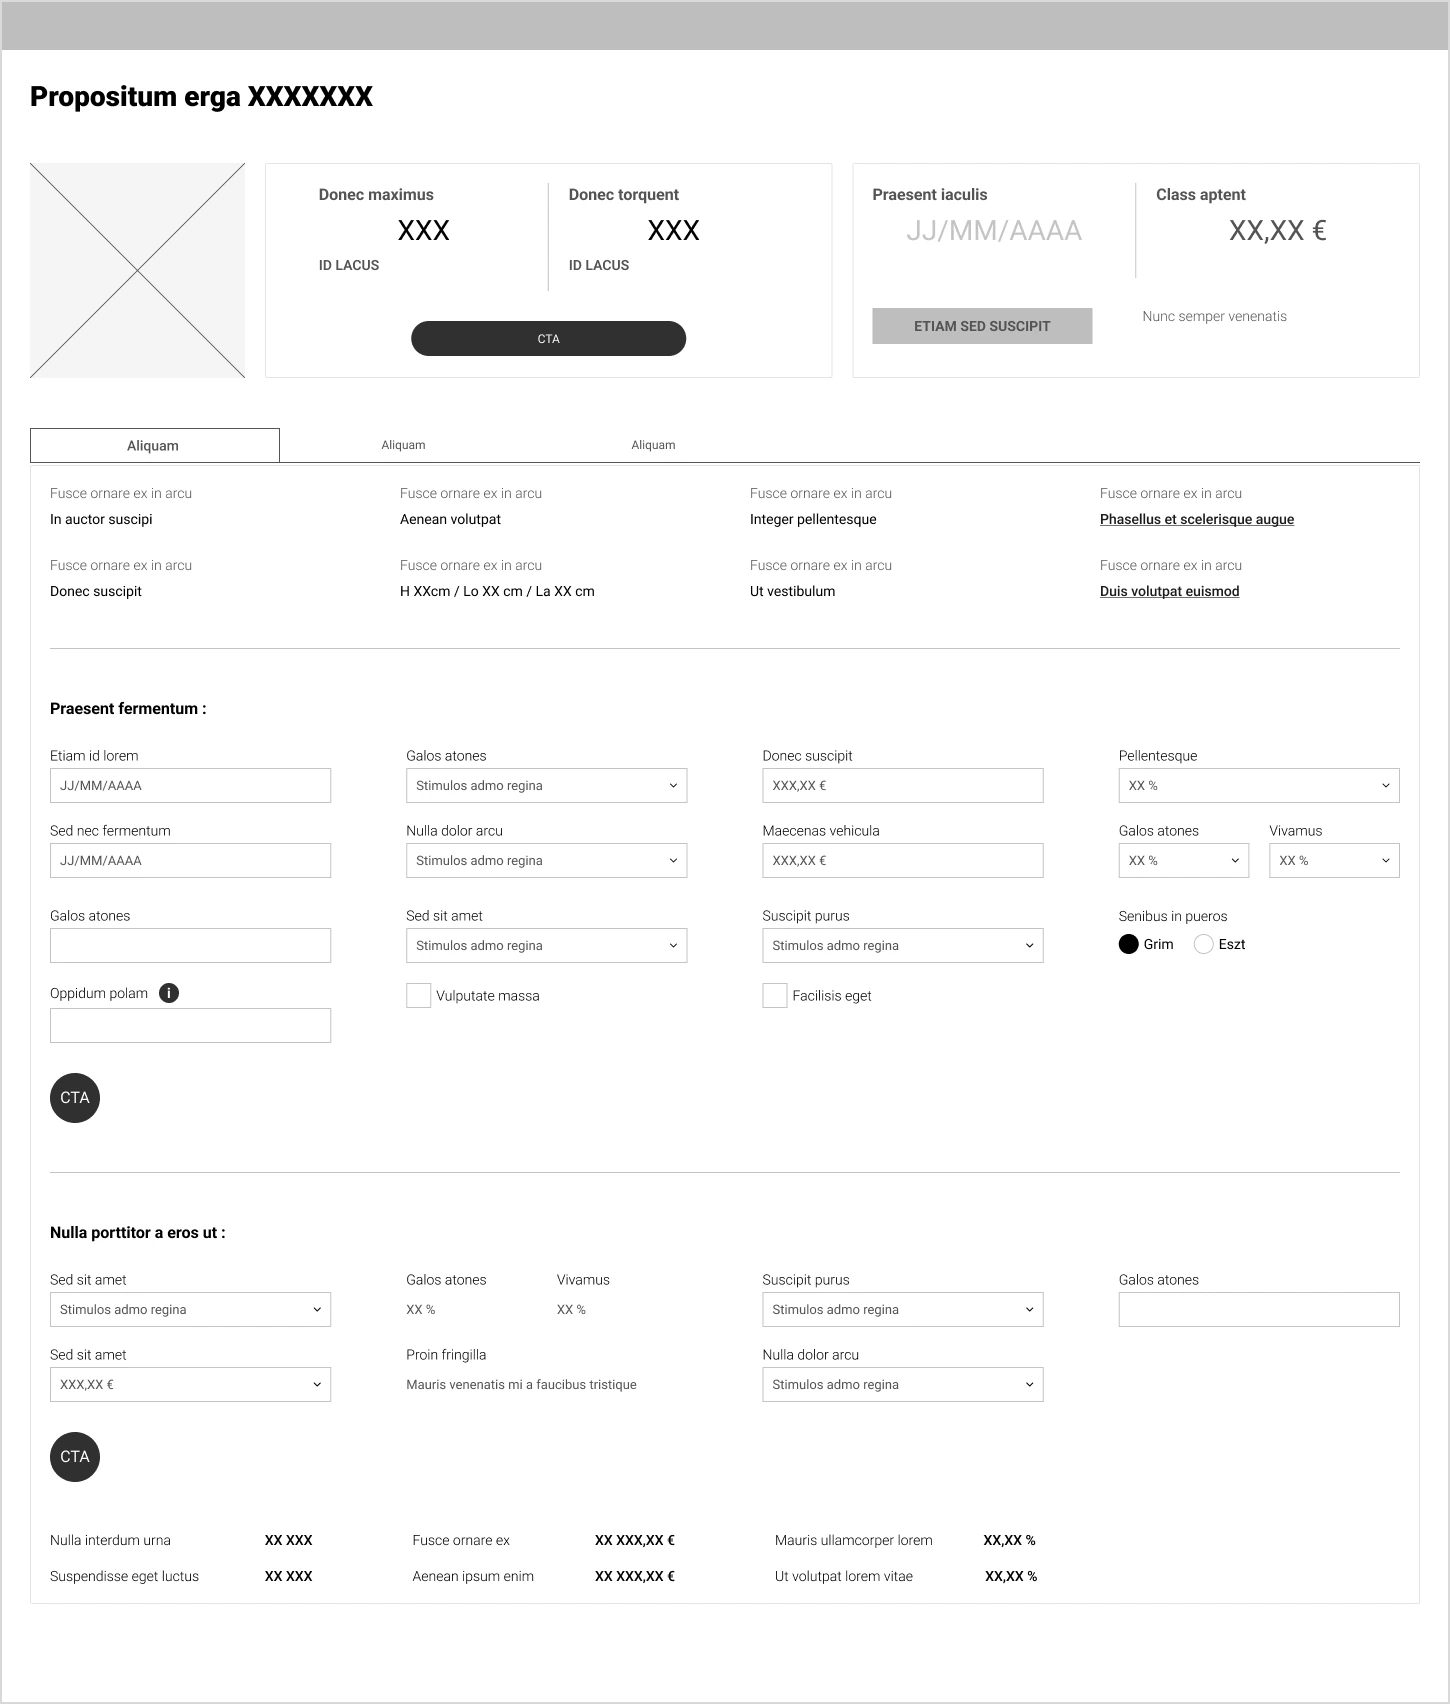 Propositum erga XXXXXXX
Donec maximus
XXX
ID LACUS
Donec torquent
XXX
ID LACUS
CTA
Praesent iaculis
JJ/MM/AAAA
Class aptent
XX,XX €
ETIAM SED SUSCIPIT
Nunc semper venenatis
Aliquam Aliquam Aliquam
Fusce ornare ex in arcu Fusce ornare ex in arcu Fusce ornare ex in arcu Fusce ornare ex in arcu
In auctor suscipi Aenean volutpat Integer pellentesque Phasellus et scelerisque augue
Fusce ornare ex in arcu Fusce ornare ex in arcu Fusce ornare ex in arcu Fusce ornare ex in arcu
Donec suscipit H XXcm / Lo XX cm / La XX cm Ut vestibulum Duis volutpat euismod
Praesent fermentum :
Etiam id lorem Galos atones Donec suscipit Pellentesque
JJ/MM/AAAA Stimulos admo regina XXX,XX € XX %
Sed nec fermentum Nulla dolor arcu Maecenas vehicula Galos atones Vivamus
JJ/MM/AAAA Stimulos admo regina XXX,XX € XX % XX %
Galos atones Sed sit amet Suscipit purus Senibus in pueros
Stimulos admo regina Stimulos admo regina Grim Eszt
Oppidum polam i Vulputate massa Facilisis eget
CTA
Nulla porttitor a eros ut :
Sed sit amet Galos atones Vivamus Suscipit purus Galos atones
Stimulos admo regina XX % XX % Stimulos admo regina
Sed sit amet Proin fringilla Nulla dolor arcu
XXX,XX € Mauris venenatis mi a faucibus tristique Stimulos admo regina
CTA
Nulla interdum urna XX XXX Fusce ornare ex XX XXX,XX € Mauris ullamcorper lorem XX,XX %
Suspendisse eget luctus XX XXX Aenean ipsum enim XX XXX,XX € Ut volutpat lorem vitae XX,XX %